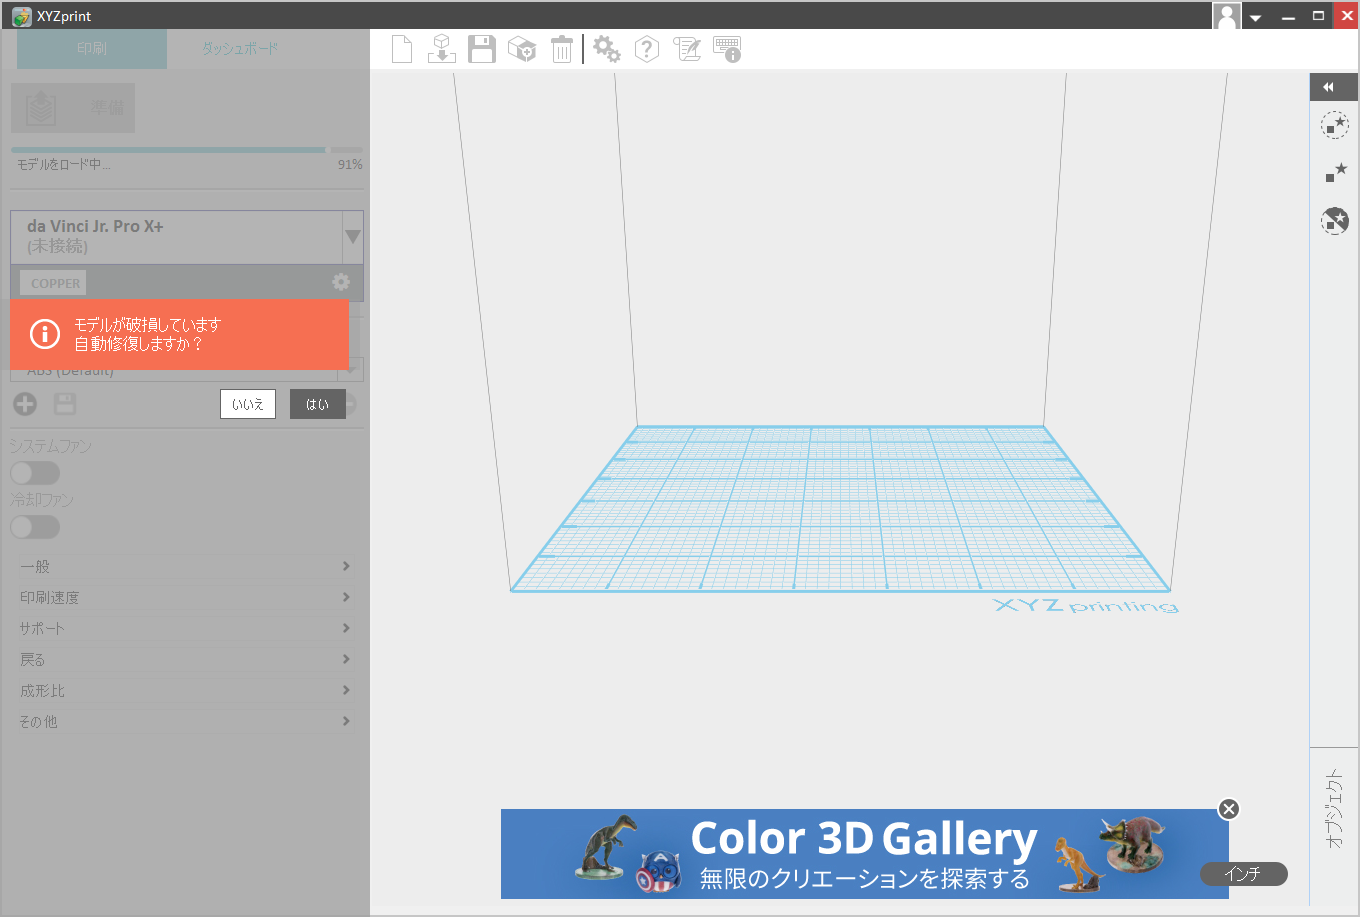 XYZprint
印刷
ダッシュボード
準備
モデルをロード中...
91%
da Vinci Jr. Pro X+
(未接続)
COPPER
モデルが破損しています
自動修復しますか？
ABS (Default)
いいえ
はい
システムファン
冷却ファン
一般
印刷速度
サポート
戻る
成形比
その他
XYZprinting
Color 3D Gallery
無限のクリエーションを探索する
インチ
オブジェクト